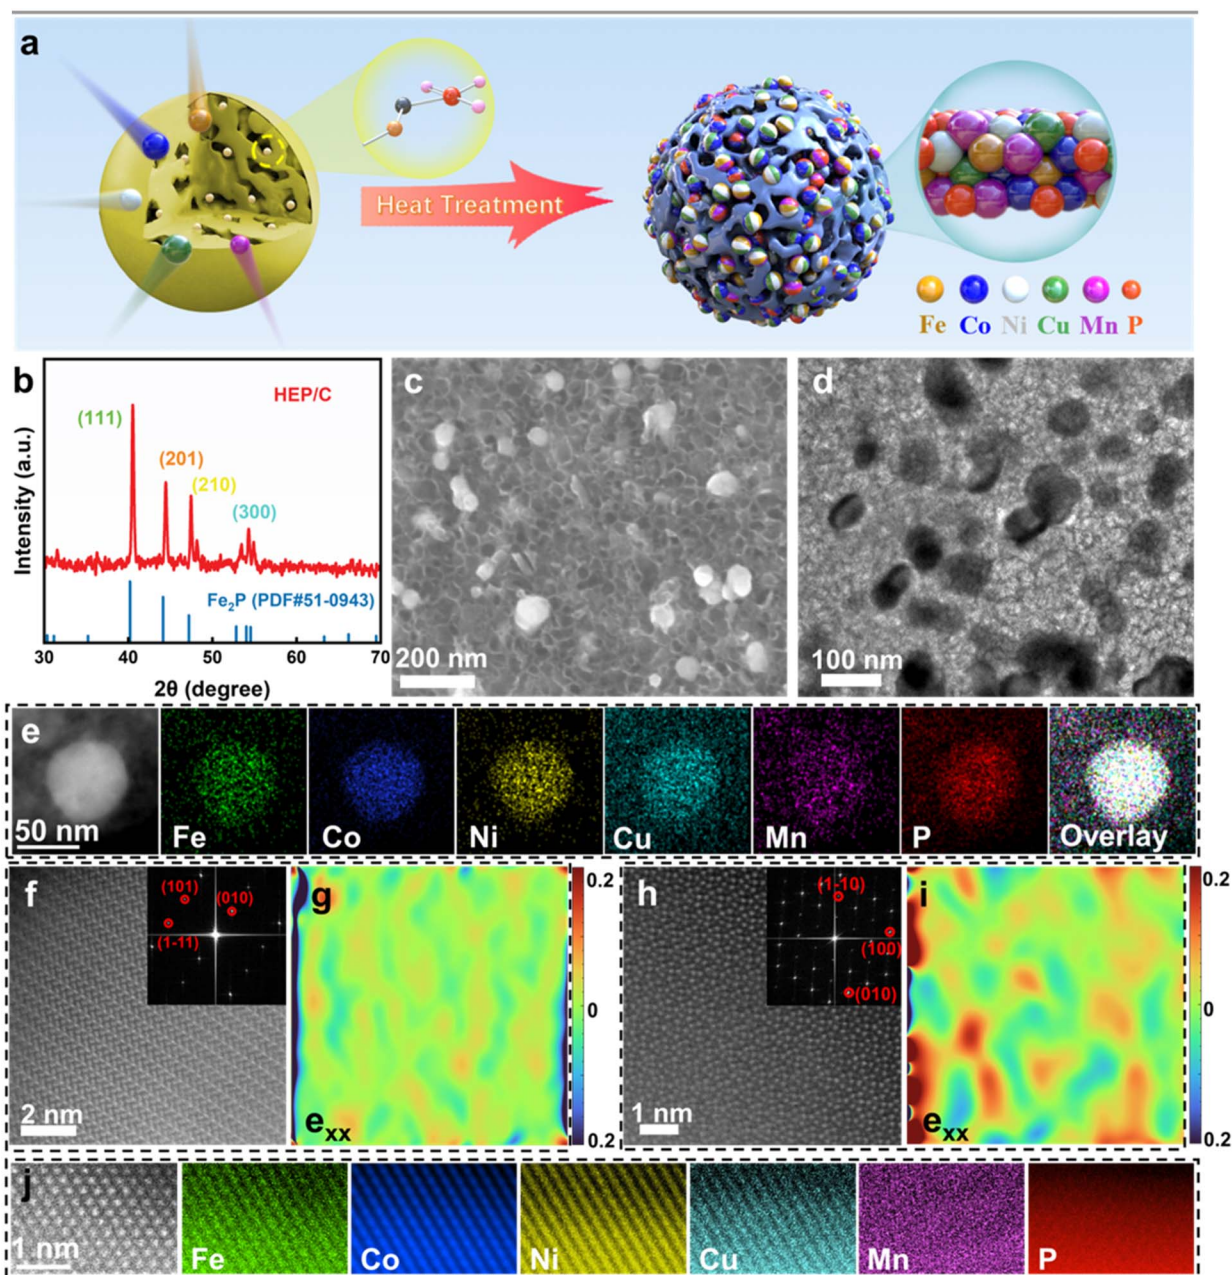 a
Heat Treatment
Fe Co Ni Cu Mn P
b
HEP/C
(111)
(201)
(210)
(300)
Fe₂P (PDF#51-0943)
Intensity (a.u.)
30 40 50 60 70
2θ (degree)
c
200 nm
d
100 nm
e
50 nm
Fe
Co
Ni
Cu
Mn
P
Overlay
f
(101)
(010)
(1-11)
2 nm
g
e_xx
0.2
0
0.2
h
(1-10)
(100)
(010)
1 nm
i
e_xx
0.2
0
0.2
j
1 nm
Fe
Co
Ni
Cu
Mn
P